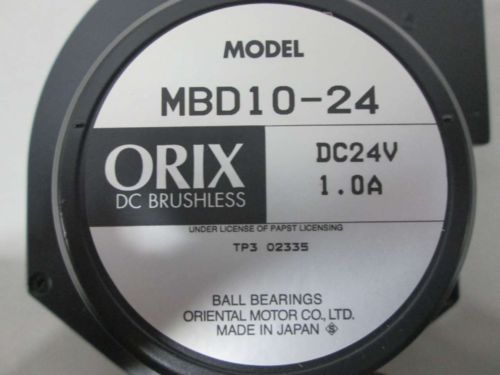 MODEL
MBD10-24
ORIX
DC BRUSHLESS
DC24V
1.0A
UNDER LICENSE OF PAPST LICENSING
TP3 02335
BALL BEARINGS
ORIENTAL MOTOR CO., LTD.
MADE IN JAPAN Ⓢ